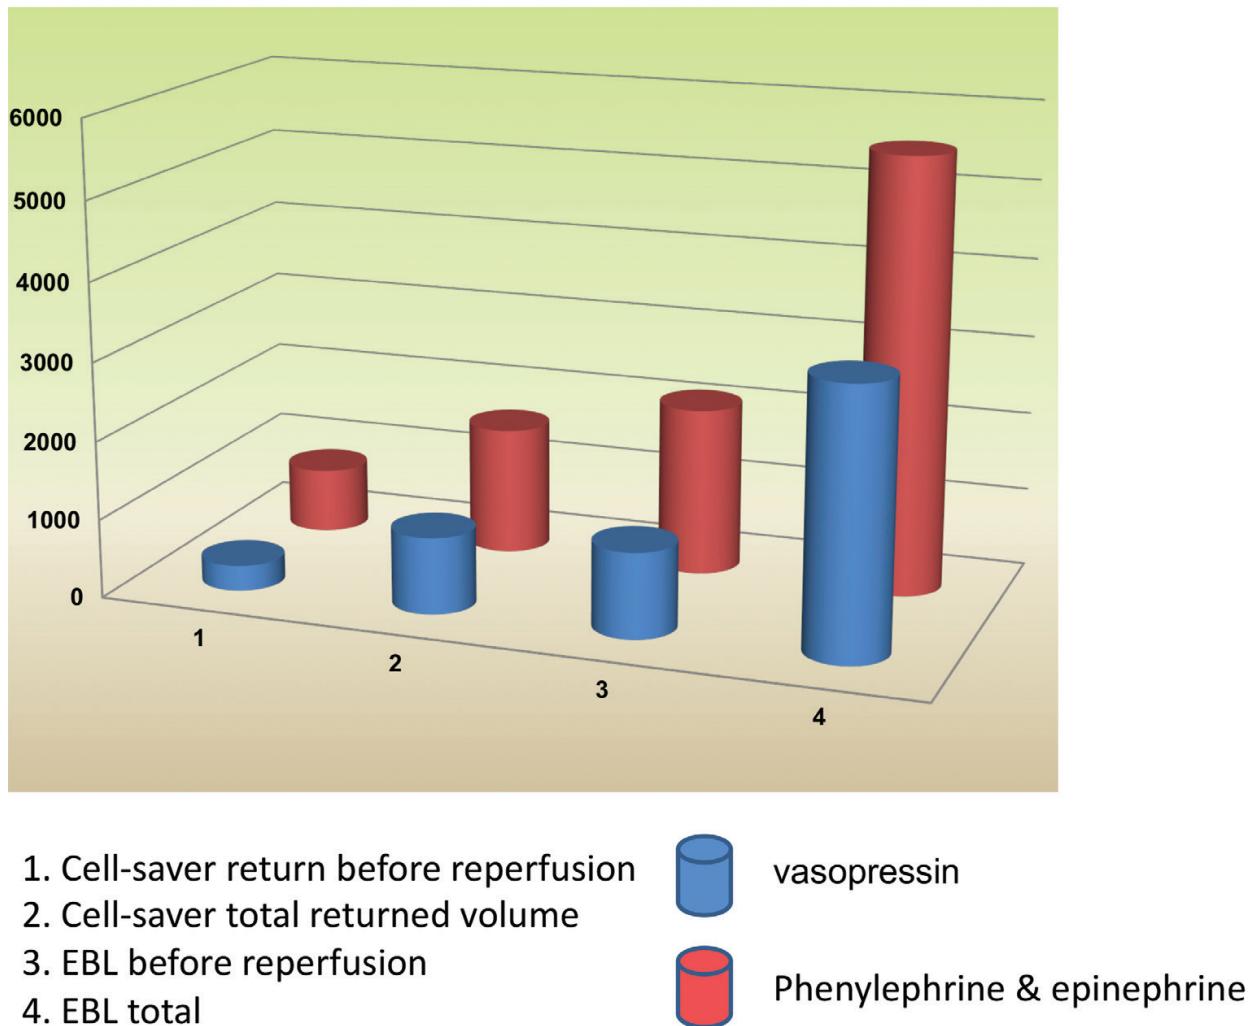 6000
5000
4000
3000
2000
1000
0
1
2
3
4
1. Cell-saver return before reperfusion
2. Cell-saver total returned volume
3. EBL before reperfusion
4. EBL total
vasopressin
Phenylephrine & epinephrine